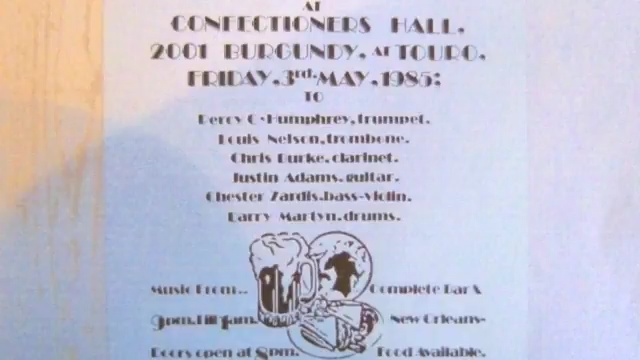 AT
CONFECTIONERS HALL,
2001 BURGUNDY, AT TOURO,
FRIDAY, 3rd. MAY, 1985:
TO
Percy G. Humphrey, trumpet.
Louis Nelson, trombone.
Chris Burke, clarinet.
Justin Adams, guitar.
Chester Zardis, bass-violin.
Barry Martyn, drums.
Music From.. Complete Bar &
9pm. till 1am. New Orleans-
Doors open at 8pm. Food Available.